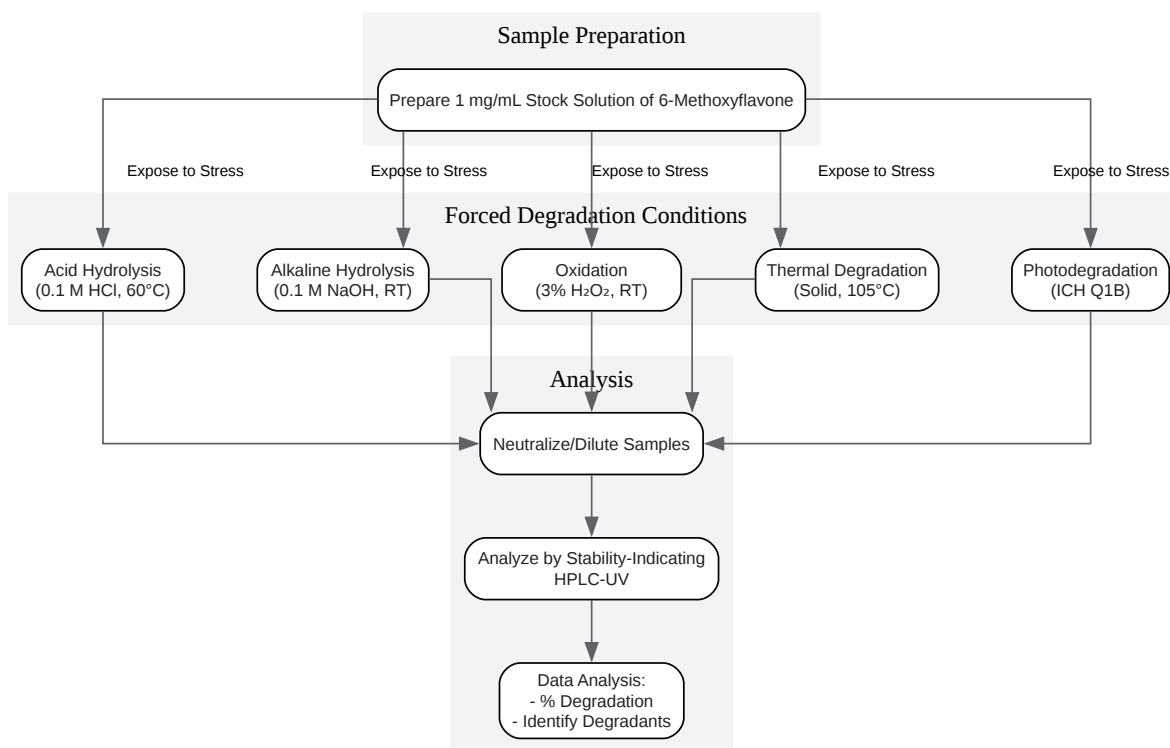 Sample Preparation
Prepare 1 mg/mL Stock Solution of 6-Methoxyflavone
Expose to Stress
Expose to Stress
Expose to Stress
Expose to Stress
Expose to Stress
Forced Degradation Conditions
Acid Hydrolysis
(0.1 M HCl, 60°C)
Alkaline Hydrolysis
(0.1 M NaOH, RT)
Oxidation
(3% H₂O₂, RT)
Thermal Degradation
(Solid, 105°C)
Photodegradation
(ICH Q1B)
Analysis
Neutralize/Dilute Samples
Analyze by Stability-Indicating
HPLC-UV
Data Analysis:
- % Degradation
- Identify Degradants